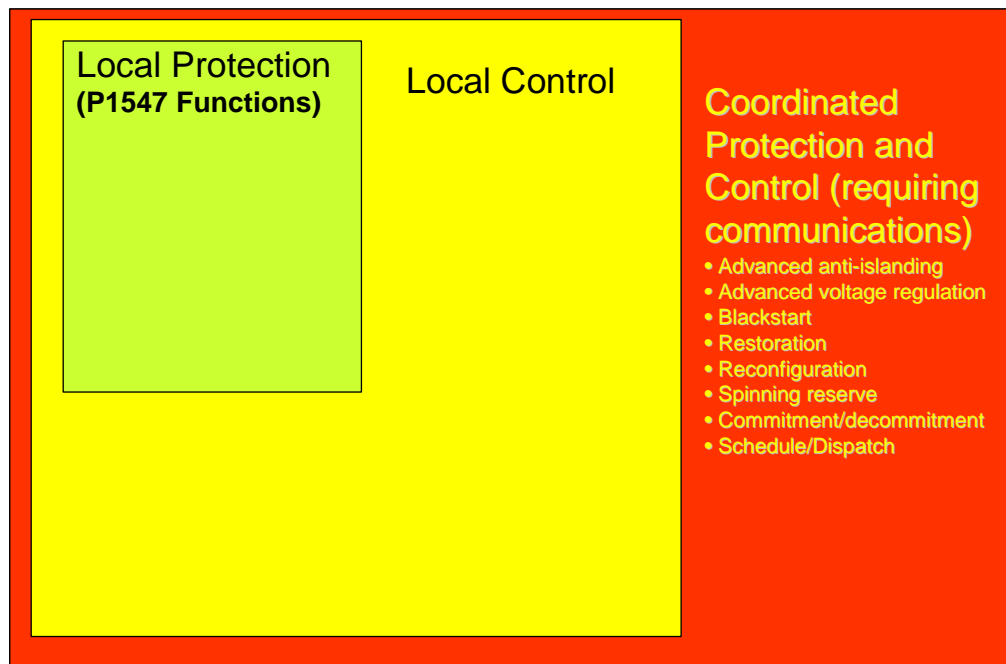 Local Protection
(P1547 Functions)
Local Control
Coordinated
Protection and
Control (requiring
communications)
• Advanced anti-islanding
• Advanced voltage regulation
• Blackstart
• Restoration
• Reconfiguration
• Spinning reserve
• Commitment/decommitment
• Schedule/Dispatch